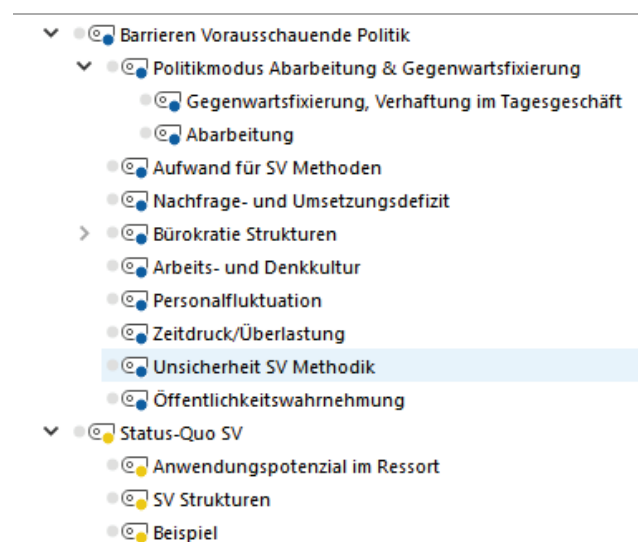 Barrieren Vorausschauende Politik
Politikmodus Abarbeitung & Gegenwartsfixierung
Gegenwartsfixierung, Verhaftung im Tagesgeschäft
Abarbeitung
Aufwand für SV Methoden
Nachfrage- und Umsetzungsdefizit
Bürokratie Strukturen
Arbeits- und Denkkultur
Personalfluktuation
Zeitdruck/Überlastung
Unsicherheit SV Methodik
Öffentlichkeitswahrnehmung
Status-Quo SV
Anwendungspotenzial im Ressort
SV Strukturen
Beispiel